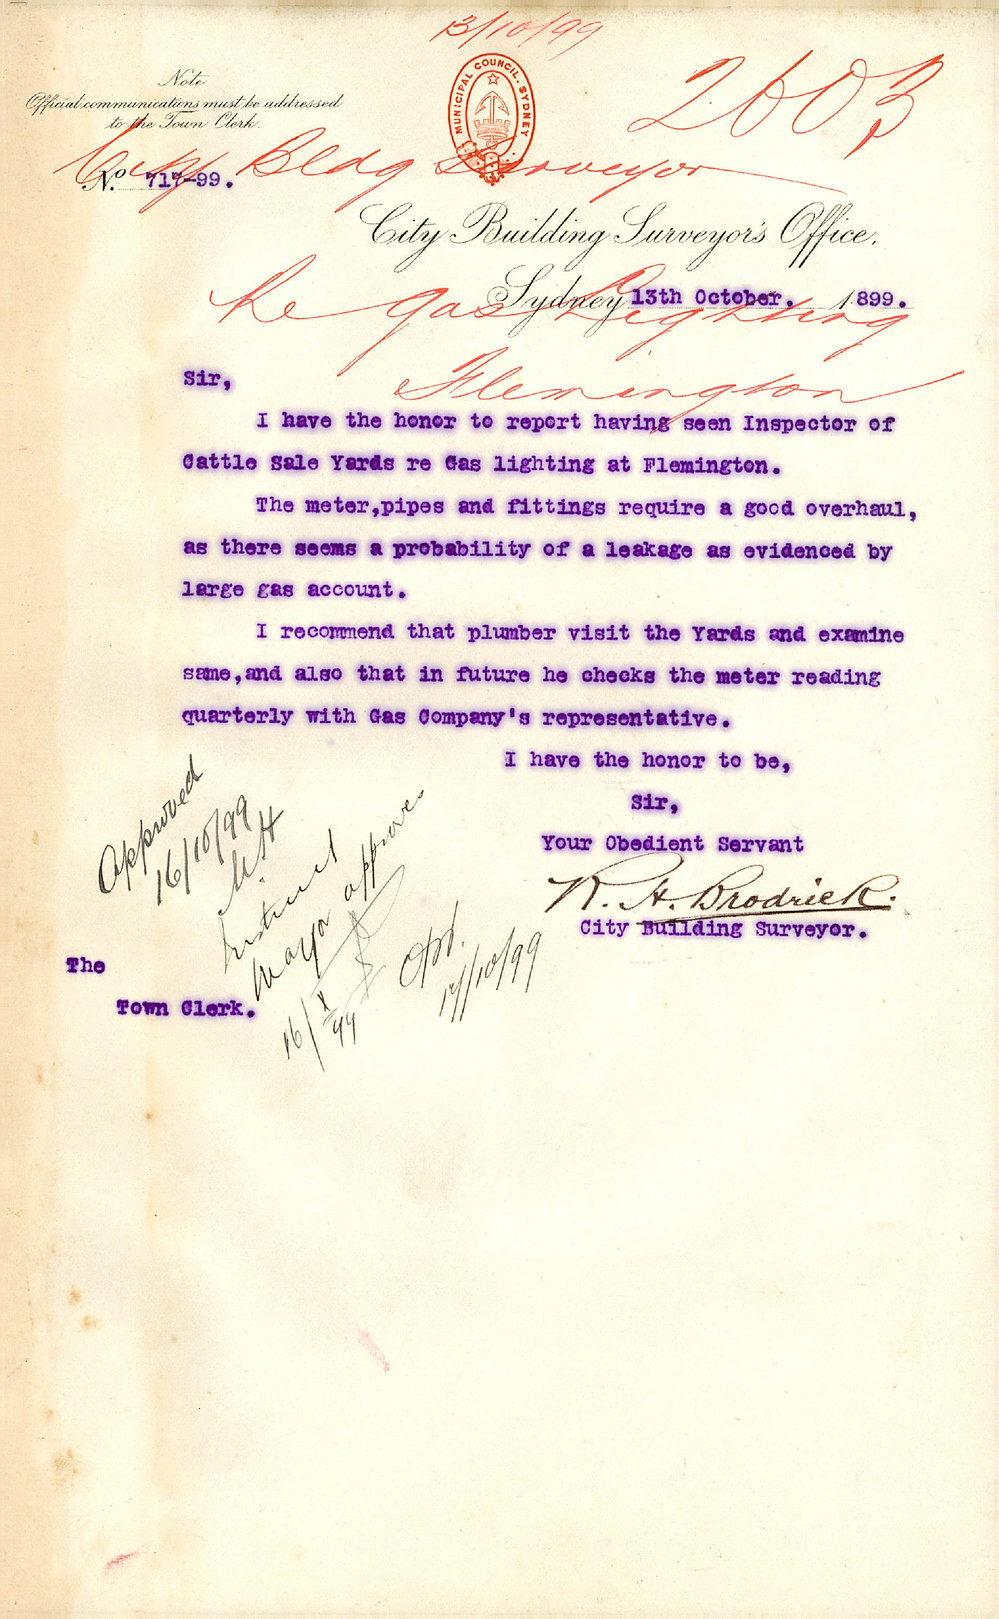 13/10/99
2603
MUNICIPAL COUNCIL. SYDNEY
Note
Official communications must be addressed
to the Town Clerk.
City Bldg Surveyor
No. 717-99.
City Building Surveyor's Office,
Sydney 13th October. 1899.
Re Gas Lighting
Flemington
Sir,
I have the honor to report having seen Inspector of
Cattle Sale Yards re Gas lighting at Flemington.
The meter,pipes and fittings require a good overhaul,
as there seems a probability of a leakage as evidenced by
large gas account.
I recommend that plumber visit the Yards and examine
same,and also that in future he checks the meter reading
quarterly with Gas Company's representative.
I have the honor to be,
Sir,
Your Obedient Servant
R. H. Brodrick.
City Building Surveyor.
Approved
16/10/99
Instruct
Mayor approves
16/X/99
17/10/99
The
Town Clerk.